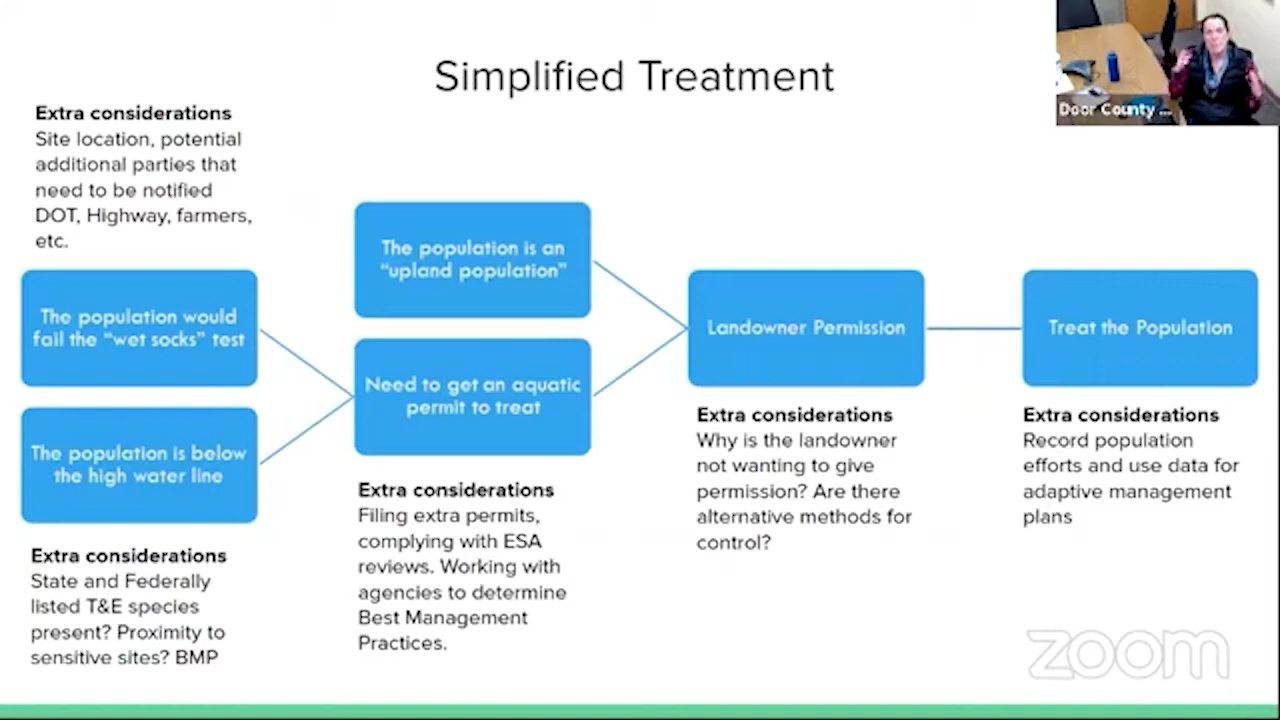 Simplified Treatment
Door County ...
Extra considerations
Site location, potential
additional parties that
need to be notified
DOT, Highway, farmers,
etc.
The population would
fail the “wet socks” test
The population is below
the high water line
Extra considerations
State and Federally
listed T&E species
present? Proximity to
sensitive sites? BMP
The population is an
“upland population”
Need to get an aquatic
permit to treat
Extra considerations
Filing extra permits,
complying with ESA
reviews. Working with
agencies to determine
Best Management
Practices.
Landowner Permission
Extra considerations
Why is the landowner
not wanting to give
permission? Are there
alternative methods for
control?
Treat the Population
Extra considerations
Record population
efforts and use data for
adaptive management
plans
zoom